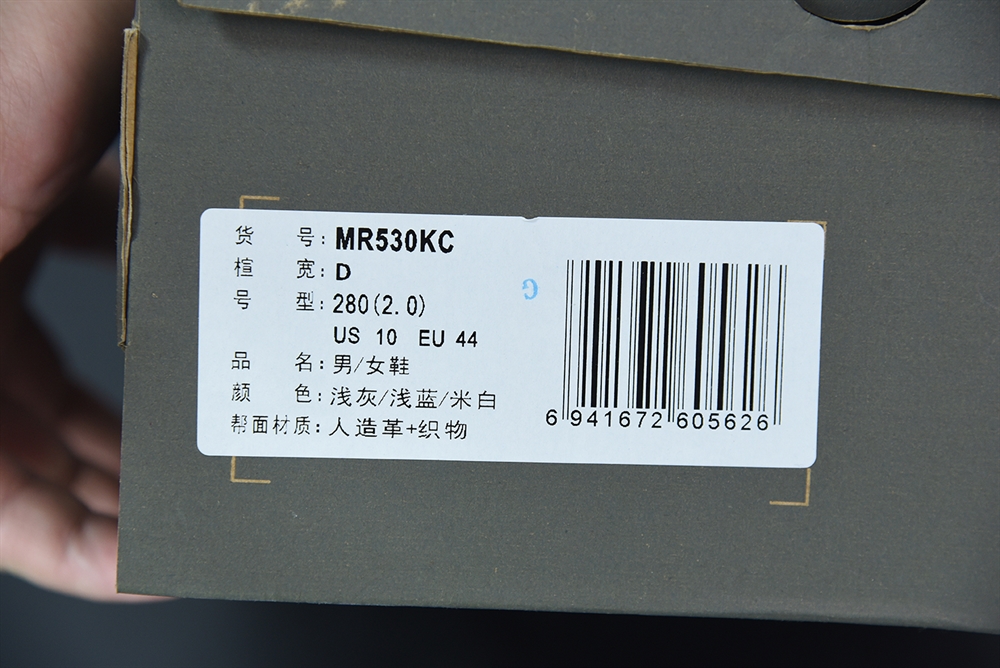 货 号: MR530KC
楦 宽: D
号 型: 280(2.0)
US 10 EU 44
品 名: 男/女鞋
颜 色: 浅灰/浅蓝/米白
帮面材质: 人造革+织物
G
6 941672 605626